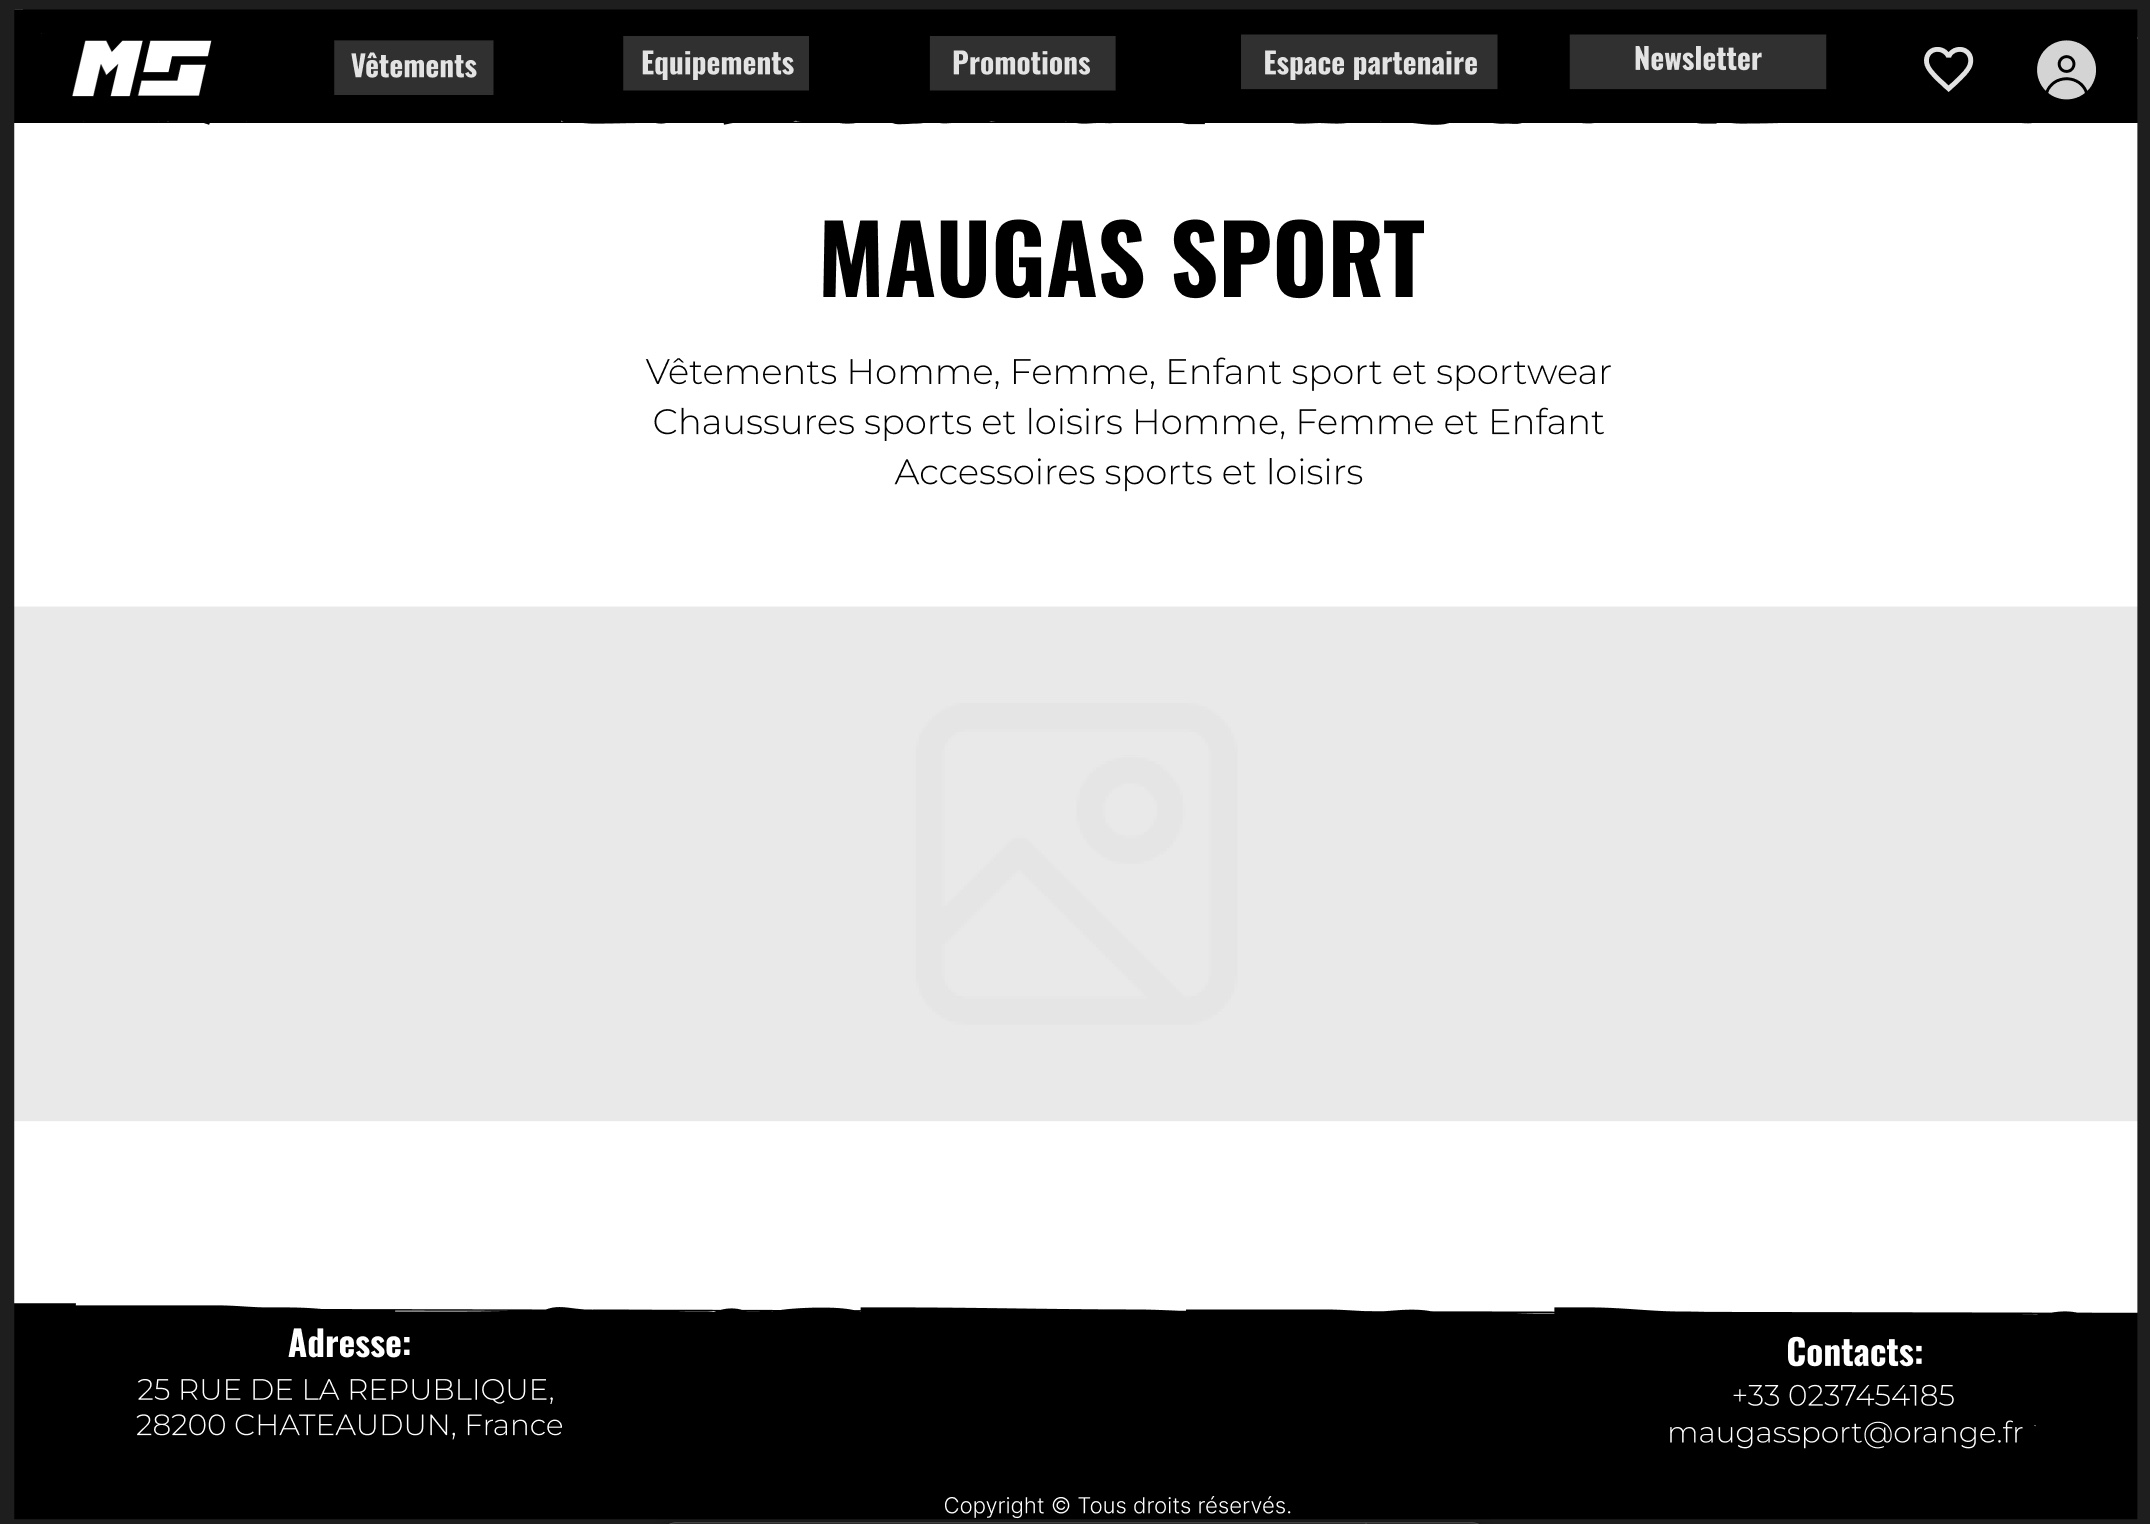 MS
Vêtements
Equipements
Promotions
Espace partenaire
Newsletter
MAUGAS SPORT
Vêtements Homme, Femme, Enfant sport et sportwear
Chaussures sports et loisirs Homme, Femme et Enfant
Accessoires sports et loisirs
Adresse:
25 RUE DE LA REPUBLIQUE,
28200 CHATEAUDUN, France
Contacts:
+33 0237454185
maugassport@orange.fr
Copyright © Tous droits réservés.